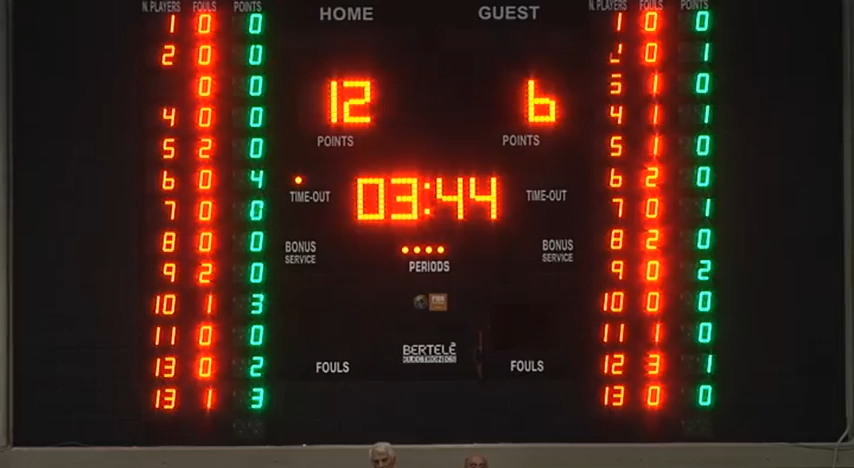 N. PLAYERS FOULS POINTS HOME GUEST N. PLAYERS FOULS POINTS
1 0 0 1 0 0
2 0 0 0 1
0 0 5 1 0
4 0 0 4 1 1
5 2 0 5 1 0
6 0 4 6 2 0
7 0 0 7 0 1
8 0 0 8 2 0
9 2 0 9 0 2
10 1 3 10 0 0
11 0 0 11 1 0
13 0 2 12 3 1
13 1 3 13 0 0
12 6
POINTS POINTS
03:44
TIME-OUT TIME-OUT
BONUS SERVICE PERIODS BONUS SERVICE
BERTELÈ
ELECTRONICS
FOULS FOULS